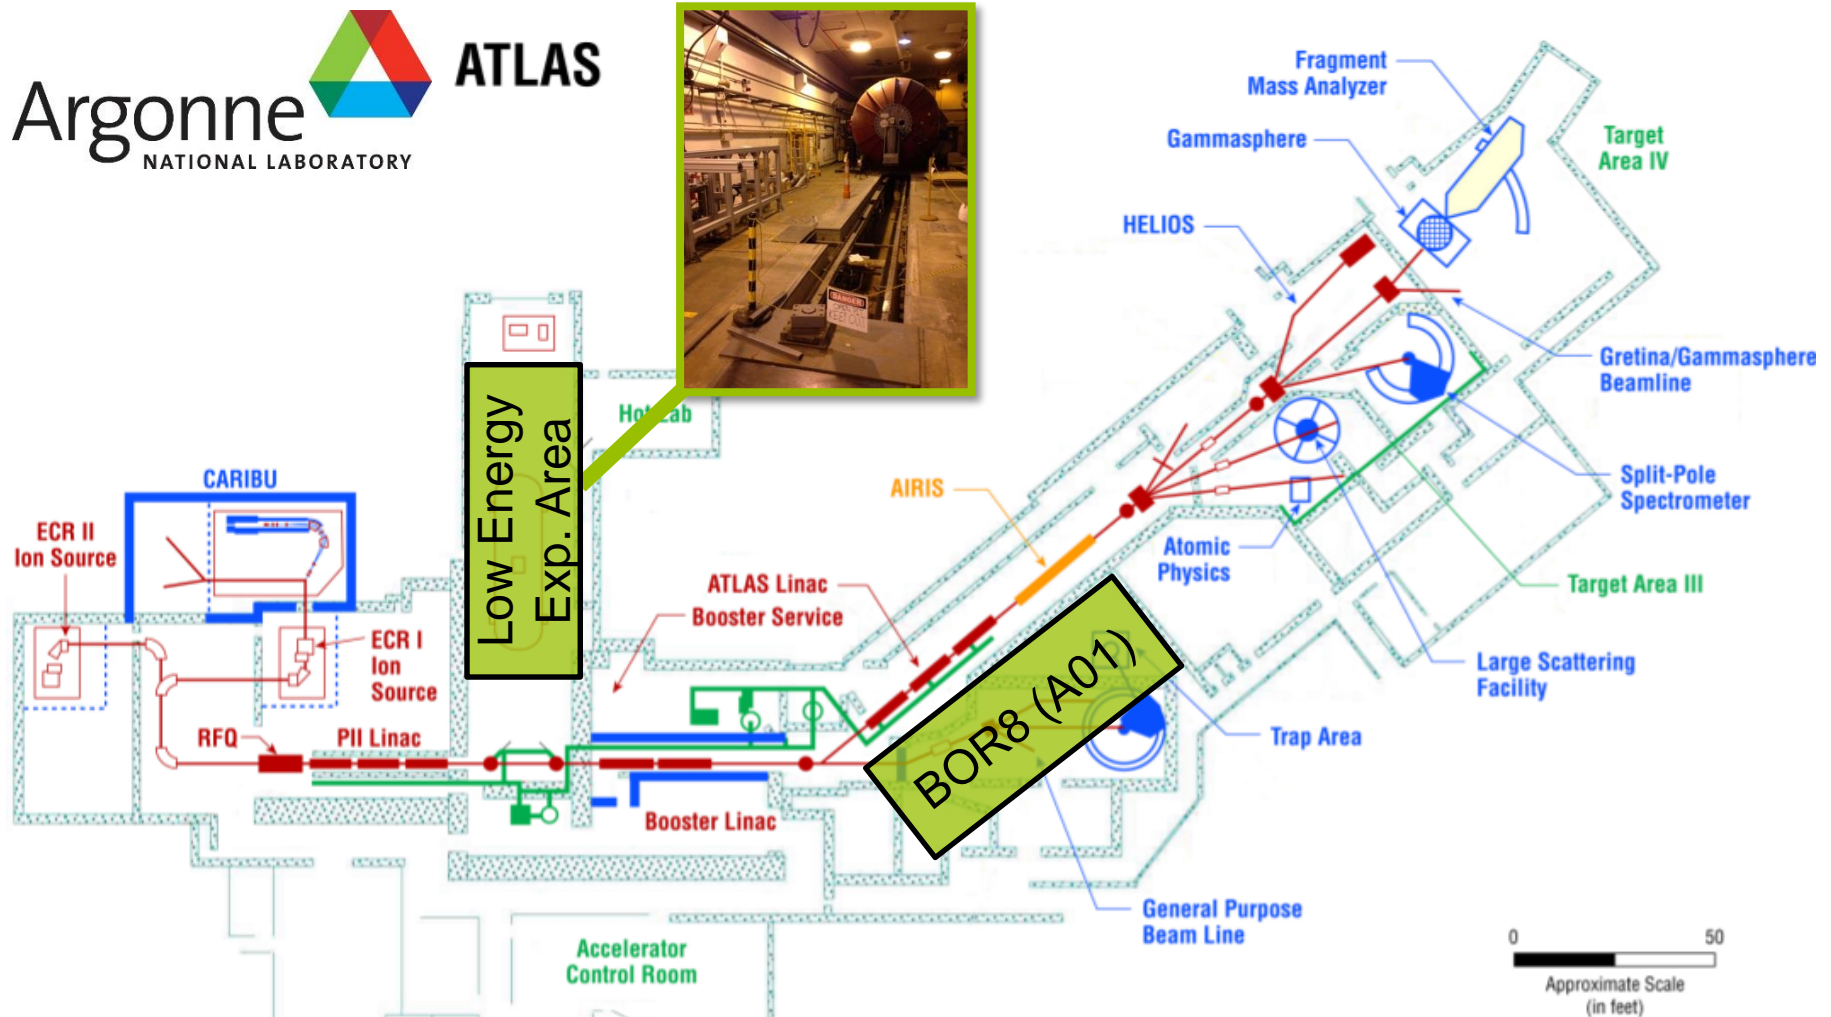 Argonne
NATIONAL LABORATORY
ATLAS
DANGER
KEEP OUT
Fragment
Mass Analyzer
Gammasphere
HELIOS
Target
Area IV
Gretina/Gammasphere
Beamline
Split-Pole
Spectrometer
Target Area III
Large Scattering
Facility
Atomic
Physics
AIRIS
Trap Area
General Purpose
Beam Line
BOR8 (A01)
ATLAS Linac
Booster Service
Booster Linac
Low Energy
Exp. Area
CARIBU
ECR II
Ion Source
ECR I
Ion
Source
RFQ
PII Linac
Accelerator
Control Room
0 50
Approximate Scale
(in feet)